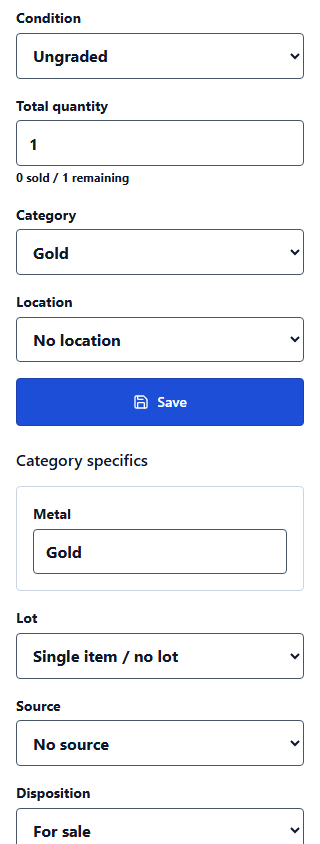 Condition
Ungraded
Total quantity
1
0 sold / 1 remaining
Category
Gold
Location
No location
Save
Category specifics
Metal
Gold
Lot
Single item / no lot
Source
No source
Disposition
For sale